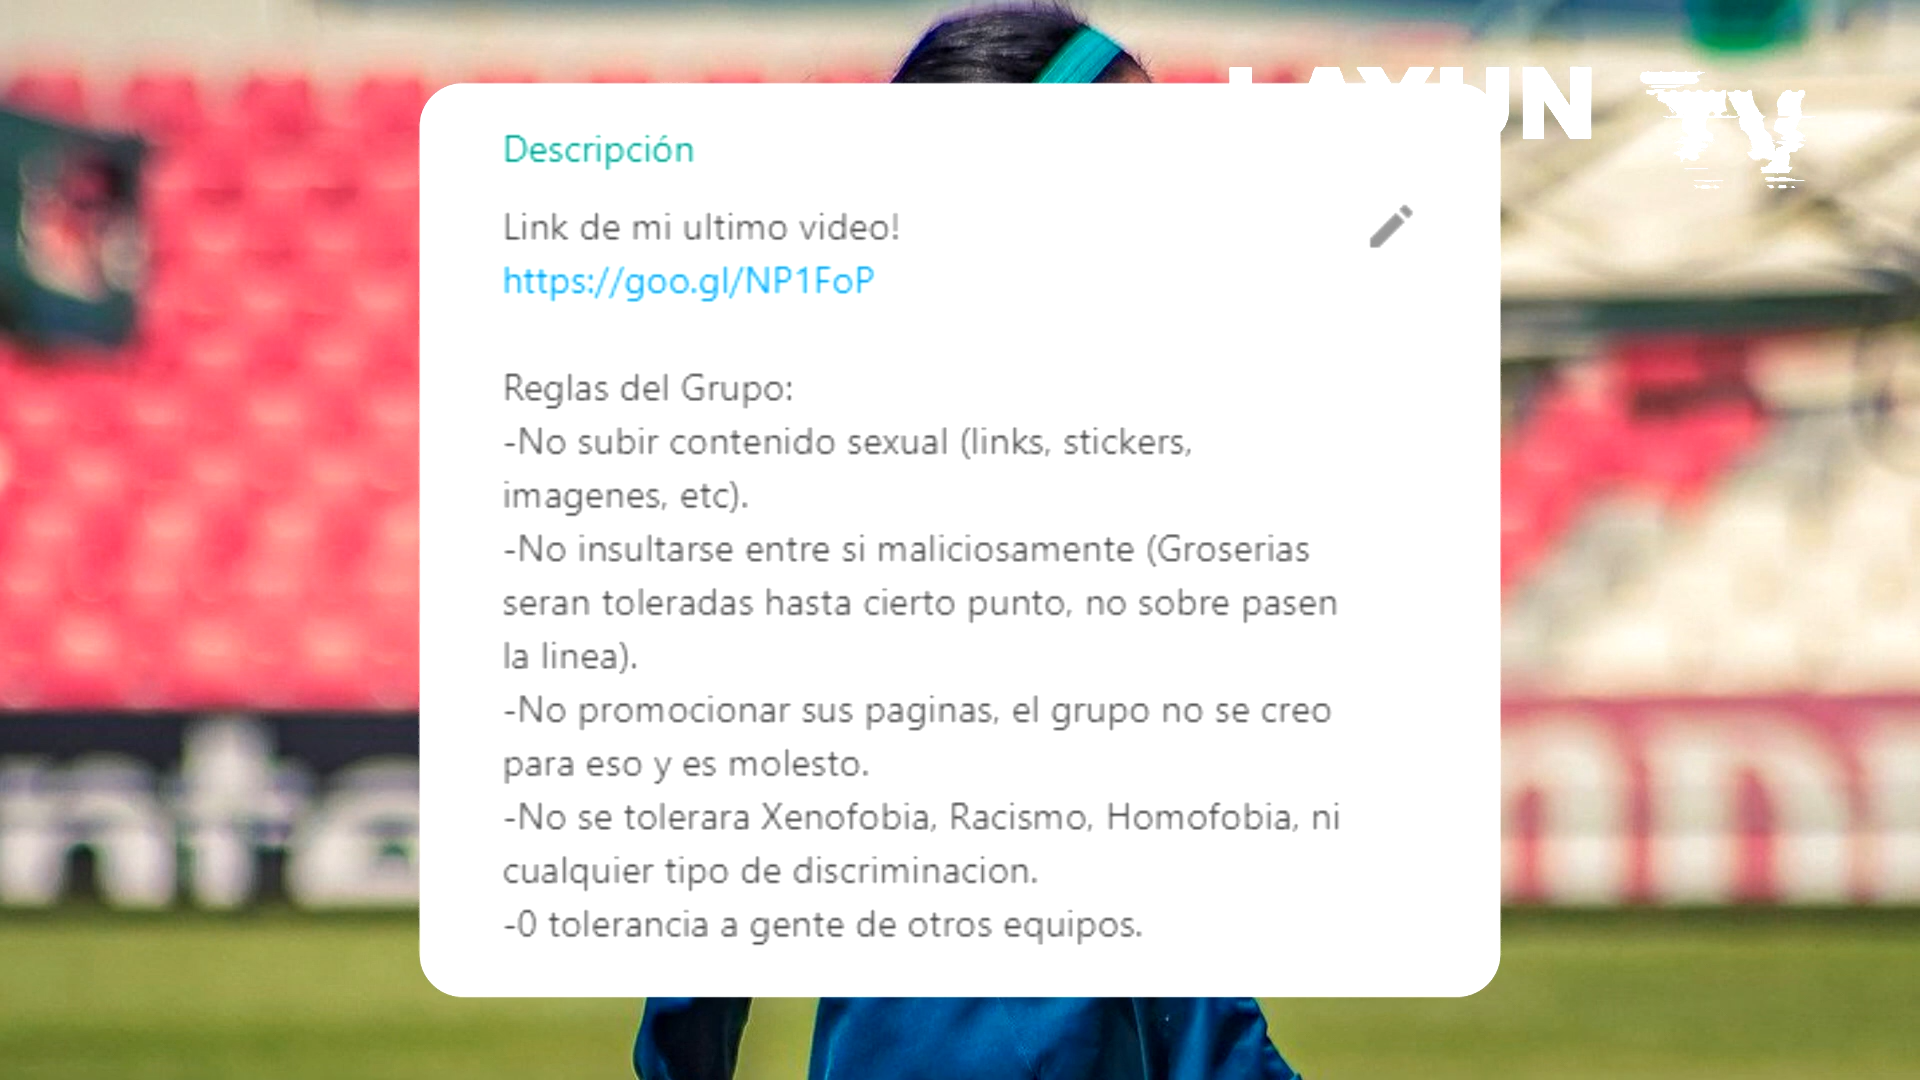 LAYUN TV
Descripción
Link de mi ultimo video!
https://goo.gl/NP1FoP
Reglas del Grupo:
-No subir contenido sexual (links, stickers,
imagenes, etc).
-No insultarse entre si maliciosamente (Groserias
seran toleradas hasta cierto punto, no sobre pasen
la linea).
-No promocionar sus paginas, el grupo no se creo
para eso y es molesto.
-No se tolerara Xenofobia, Racismo, Homofobia, ni
cualquier tipo de discriminacion.
-0 tolerancia a gente de otros equipos.